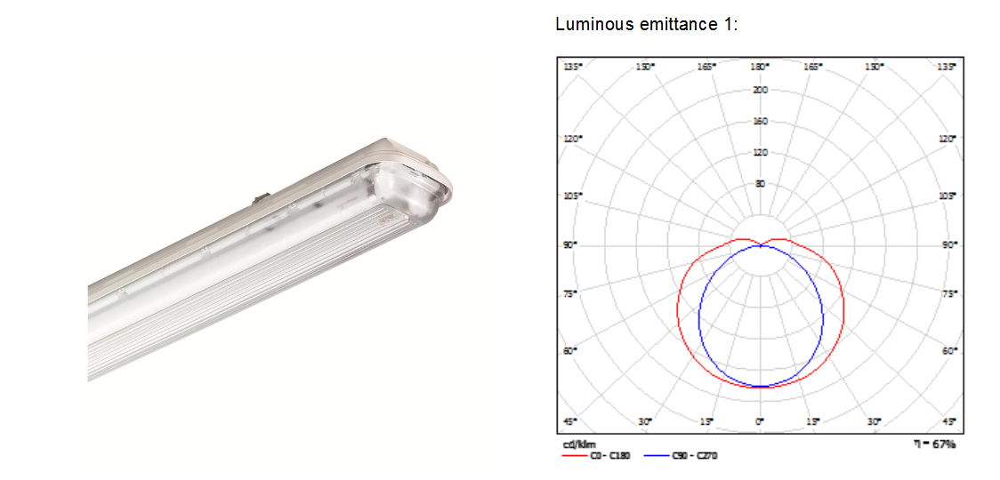 Luminous emittance 1:
135° 150° 165° 180° 165° 150° 135°
200
160
120° 120 120°
105° 80 105°
90° 90°
75° 75°
60° 60°
45° 30° 15° 0° 15° 30° 45°
cd/klm η = 67%
C0 - C180 C90 - C270